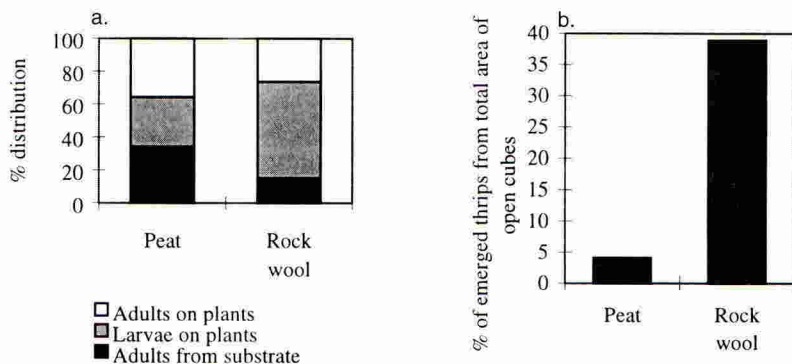 a.
% distribution
100
80
60
40
20
0
Peat
Rock
wool
Adults on plants
Larvae on plants
Adults from substrate
b.
% of emerged thrips from total area of
open cubes
40
35
30
25
20
15
10
5
0
Peat
Rock
wool